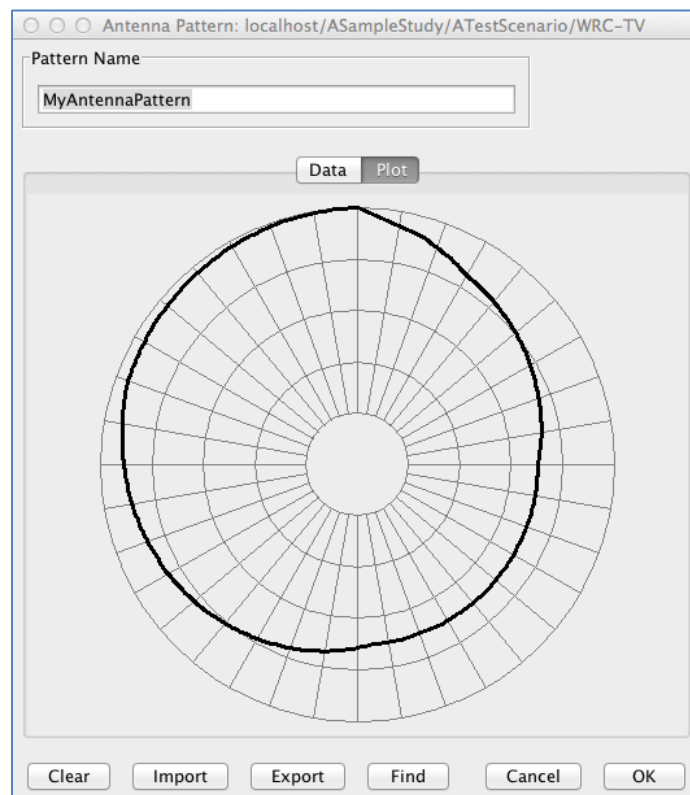 Antenna Pattern: localhost/ASampleStudy/ATestScenario/WRC-TV
Pattern Name
MyAntennaPattern
Data Plot
Clear Import Export Find Cancel OK